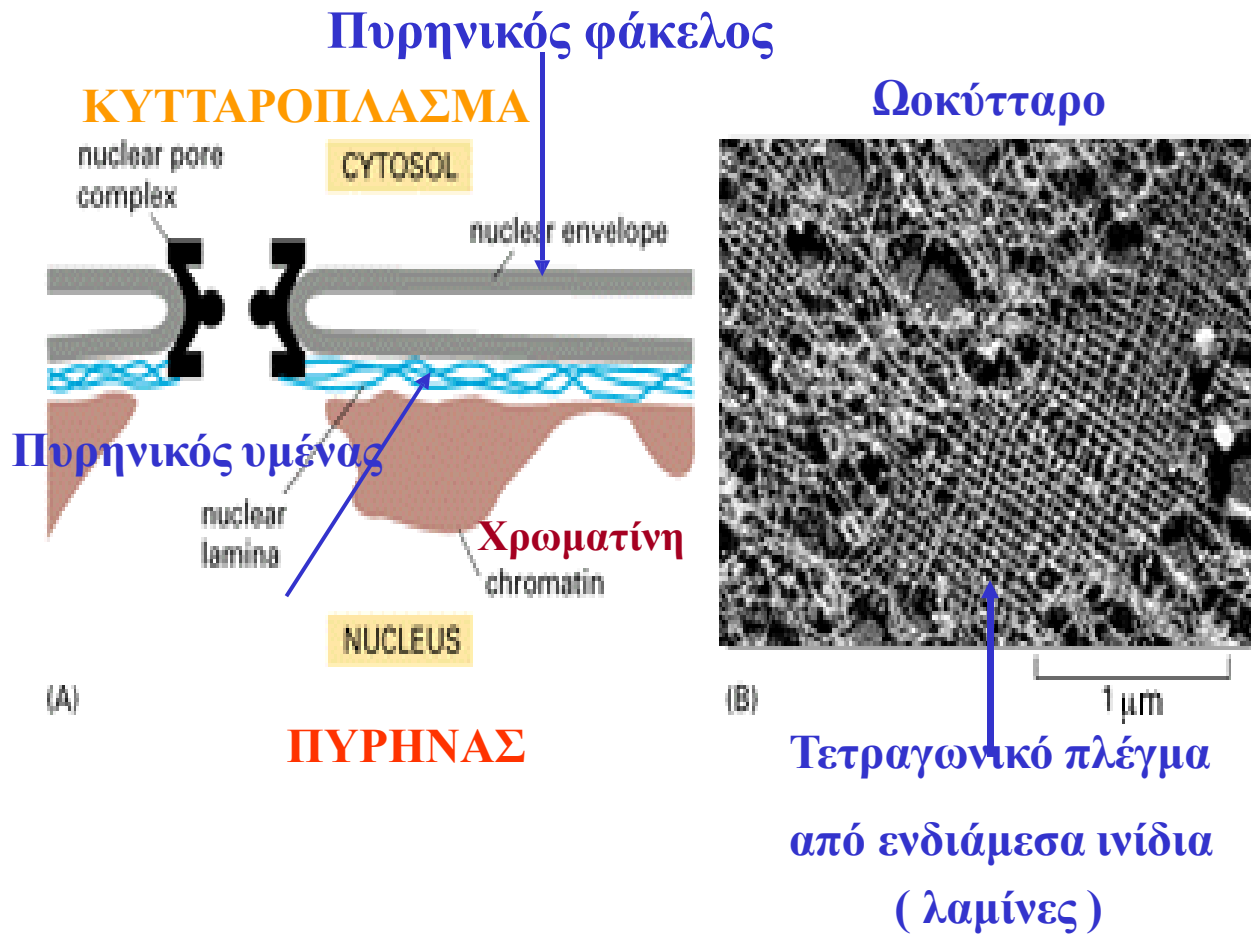 Πυρηνικός φάκελος
ΚΥΤΤΑΡΟΠΛΑΣΜΑ
Ωοκύτταρο
nuclear pore
complex
CYTOSOL
nuclear envelope
Πυρηνικός υμένας
nuclear
lamina
Χρωματίνη
chromatin
NUCLEUS
(A)
(B)
1 μm
ΠΥΡΗΝΑΣ
Τετραγωνικό πλέγμα
από ενδιάμεσα ινίδια
( λαμίνες )